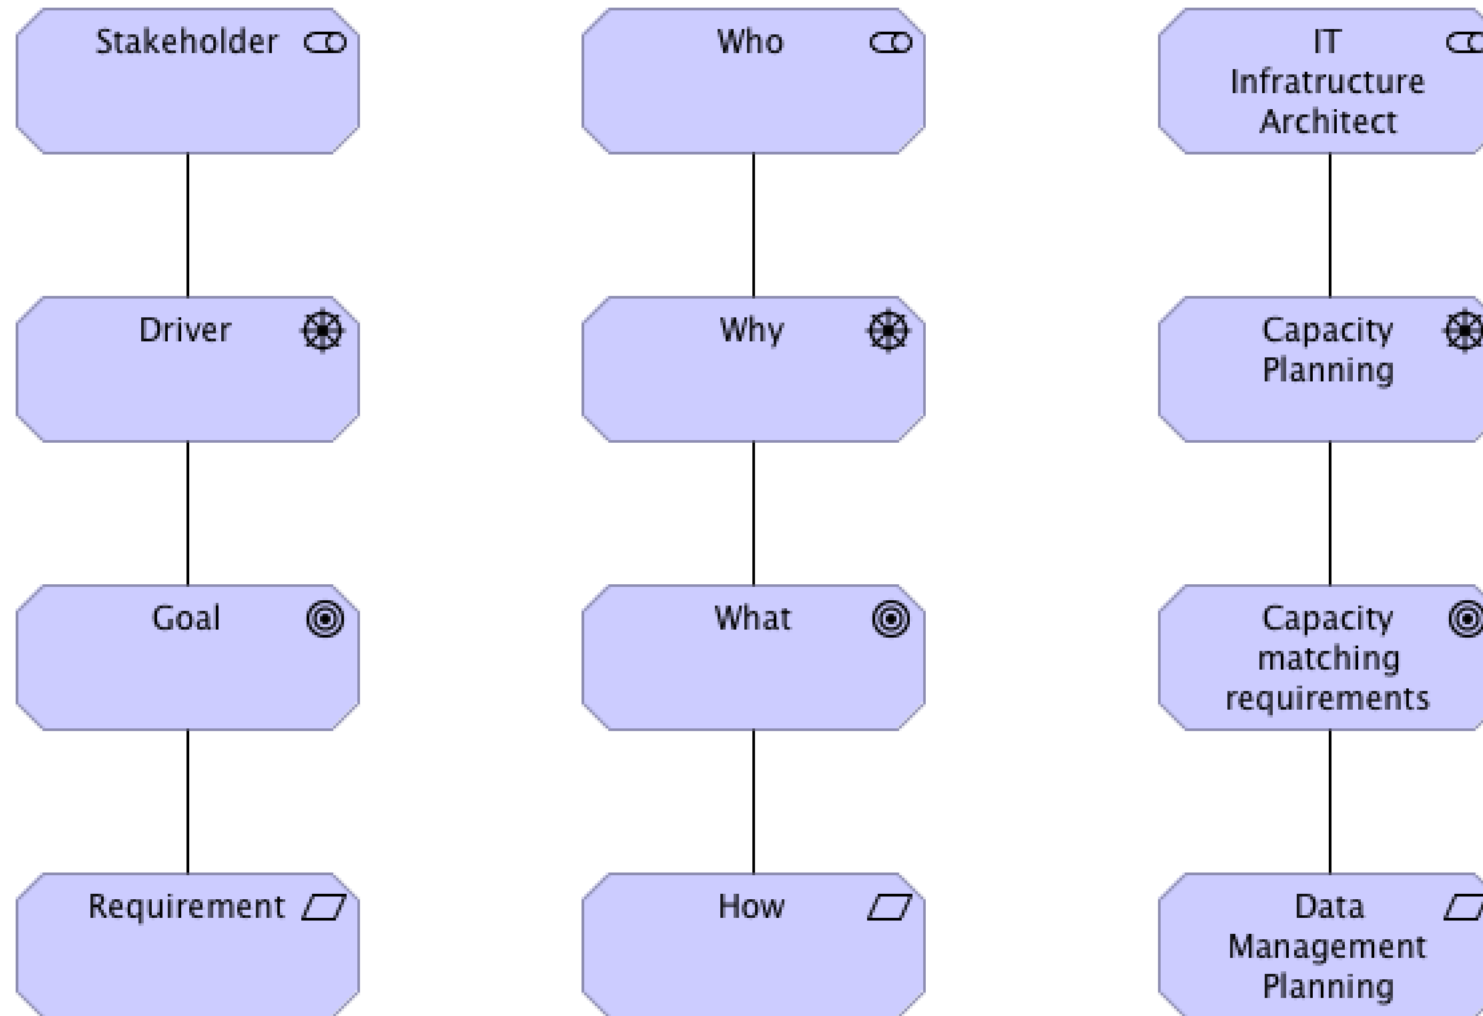 Stakeholder
Who
IT
Infratructure
Architect
Driver
Why
Capacity
Planning
Goal
What
Capacity
matching
requirements
Requirement
How
Data
Management
Planning